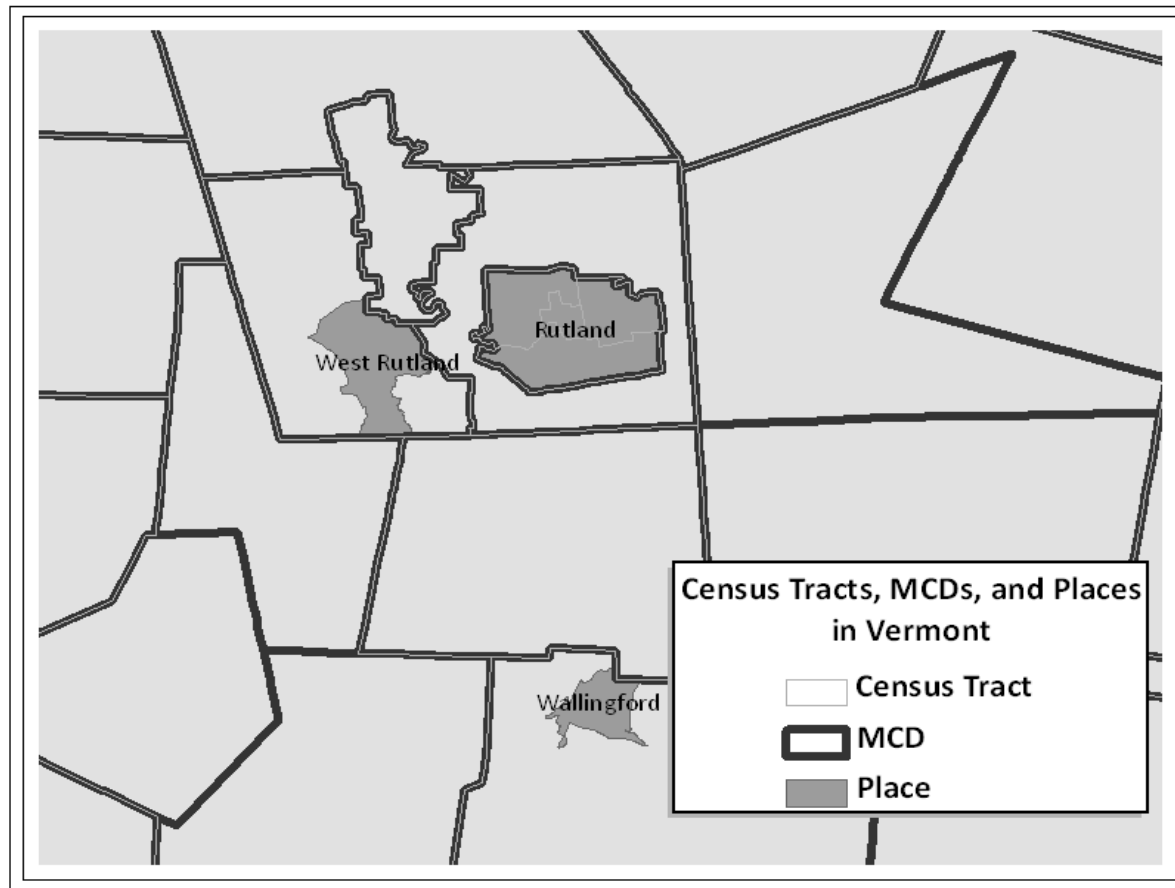 Rutland
West Rutland
Wallingford
Census Tracts, MCDs, and Places
in Vermont
Census Tract
MCD
Place